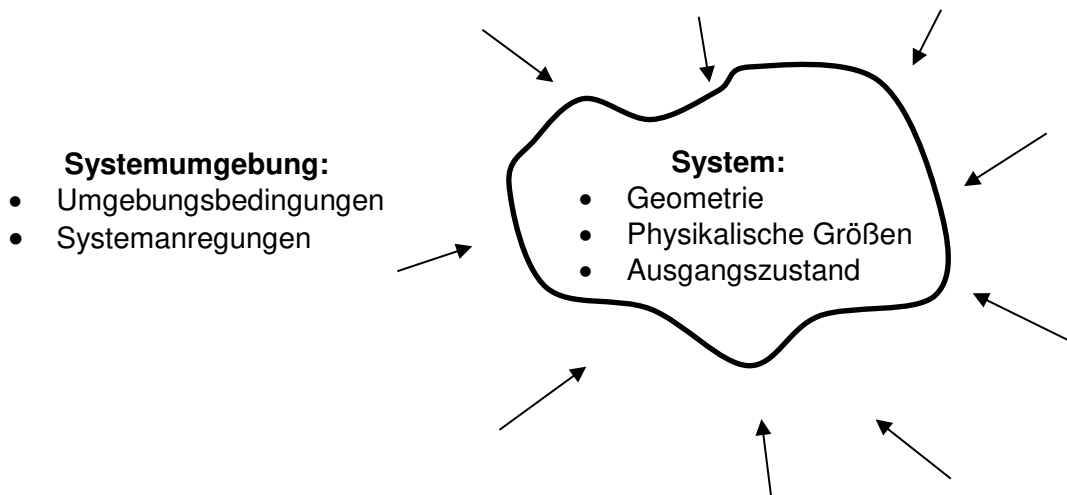 Systemumgebung:
• Umgebungsbedingungen
• Systemanregungen
System:
• Geometrie
• Physikalische Größen
• Ausgangszustand